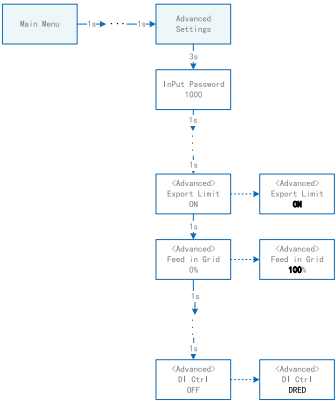 Main Menu
1s
1s
Advanced
Settings
3s
InPut Password
1000
1s
1s
<Advanced>
Export Limit
ON
<Advanced>
Export Limit
ON
1s
<Advanced>
Feed in Grid
0%
<Advanced>
Feed in Grid
100%
1s
1s
<Advanced>
DI Ctrl
OFF
<Advanced>
DI Ctrl
DRED